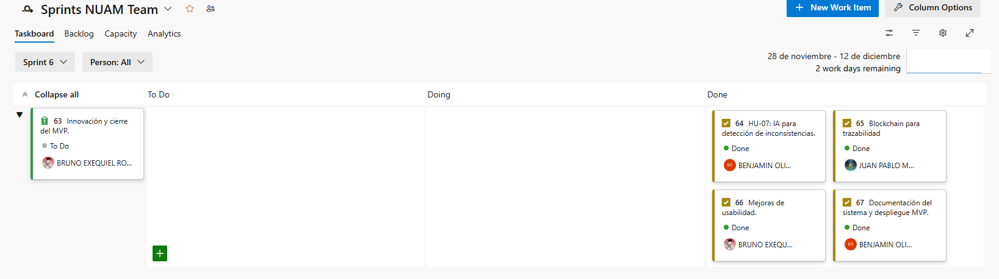 Sprints NUAM Team
New Work Item
Column Options
Taskboard
Backlog
Capacity
Analytics
Sprint 6
Person: All
28 de noviembre - 12 de diciembre
2 work days remaining
Collapse all
To Do
Doing
Done
63 Innovación y cierre
del MVP.
To Do
BRUNO EXEQUIEL RO...
64 HU-07: IA para
detección de inconsistencias.
Done
BR
BENJAMIN OLI...
65 Blockchain para
trazabilidad
Done
JUAN PABLO M...
66 Mejoras de
usabilidad.
Done
BRUNO EXEQU...
67 Documentación del
sistema y despliegue MVP.
Done
BR
BENJAMIN OLI...